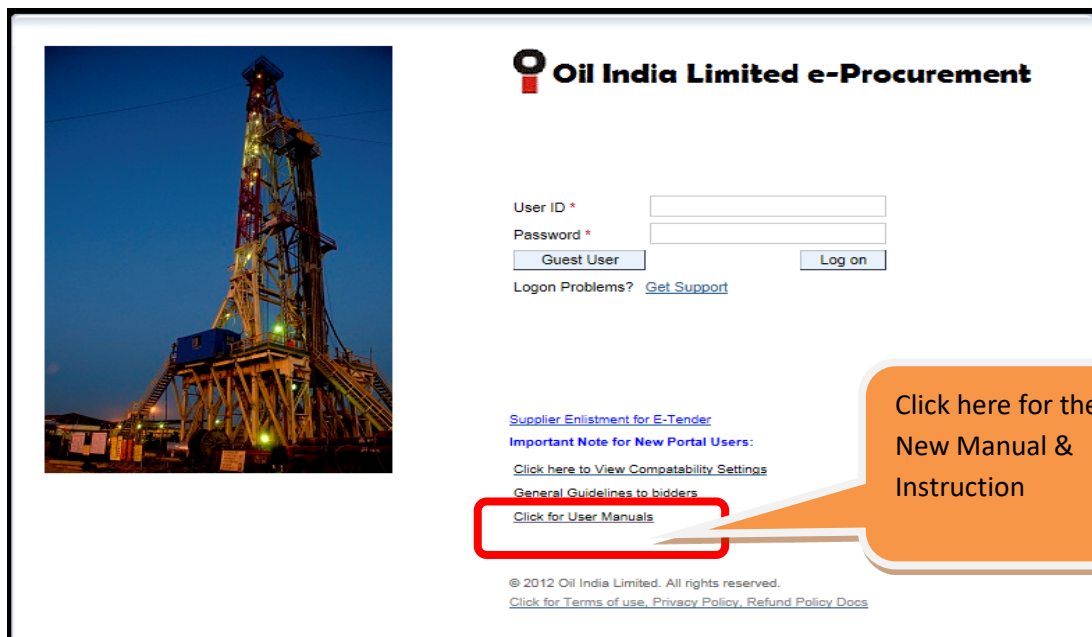 Oil India Limited e-Procurement
User ID *
Password *
Guest User Log on
Logon Problems? Get Support
Supplier Enlistment for E-Tender
Important Note for New Portal Users:
Click here to View Compatability Settings
General Guidelines to bidders
Click for User Manuals
Click here for the
New Manual &
Instruction
© 2012 Oil India Limited. All rights reserved.
Click for Terms of use, Privacy Policy, Refund Policy Docs